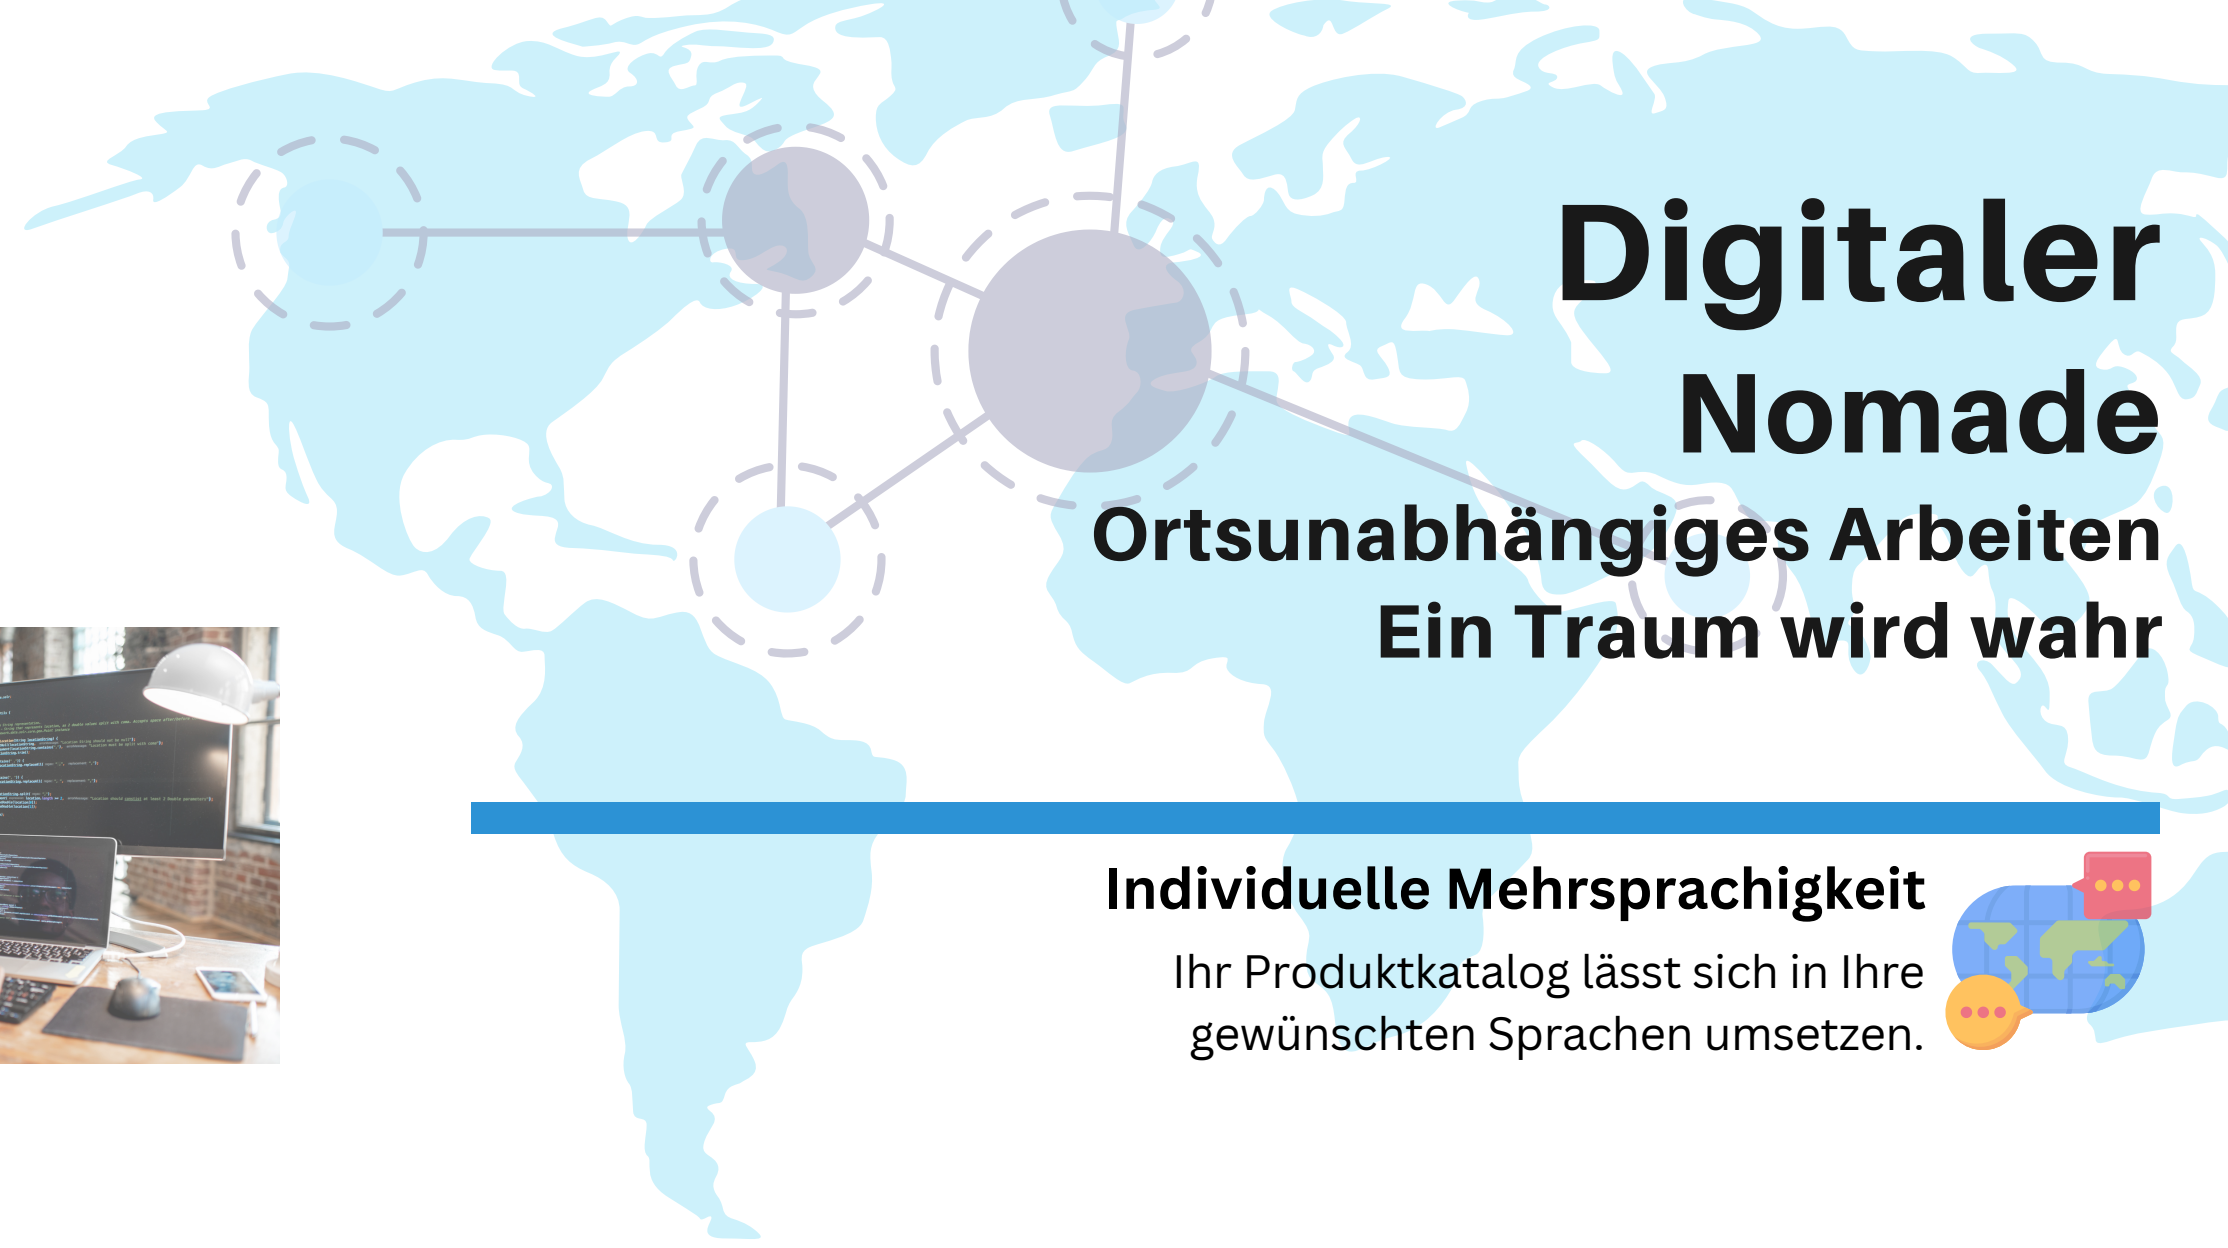 Digitaler
Nomade
Ortsunabhängiges Arbeiten
Ein Traum wird wahr
Individuelle Mehrsprachigkeit
Ihr Produktkatalog lässt sich in Ihre
gewünschten Sprachen umsetzen.